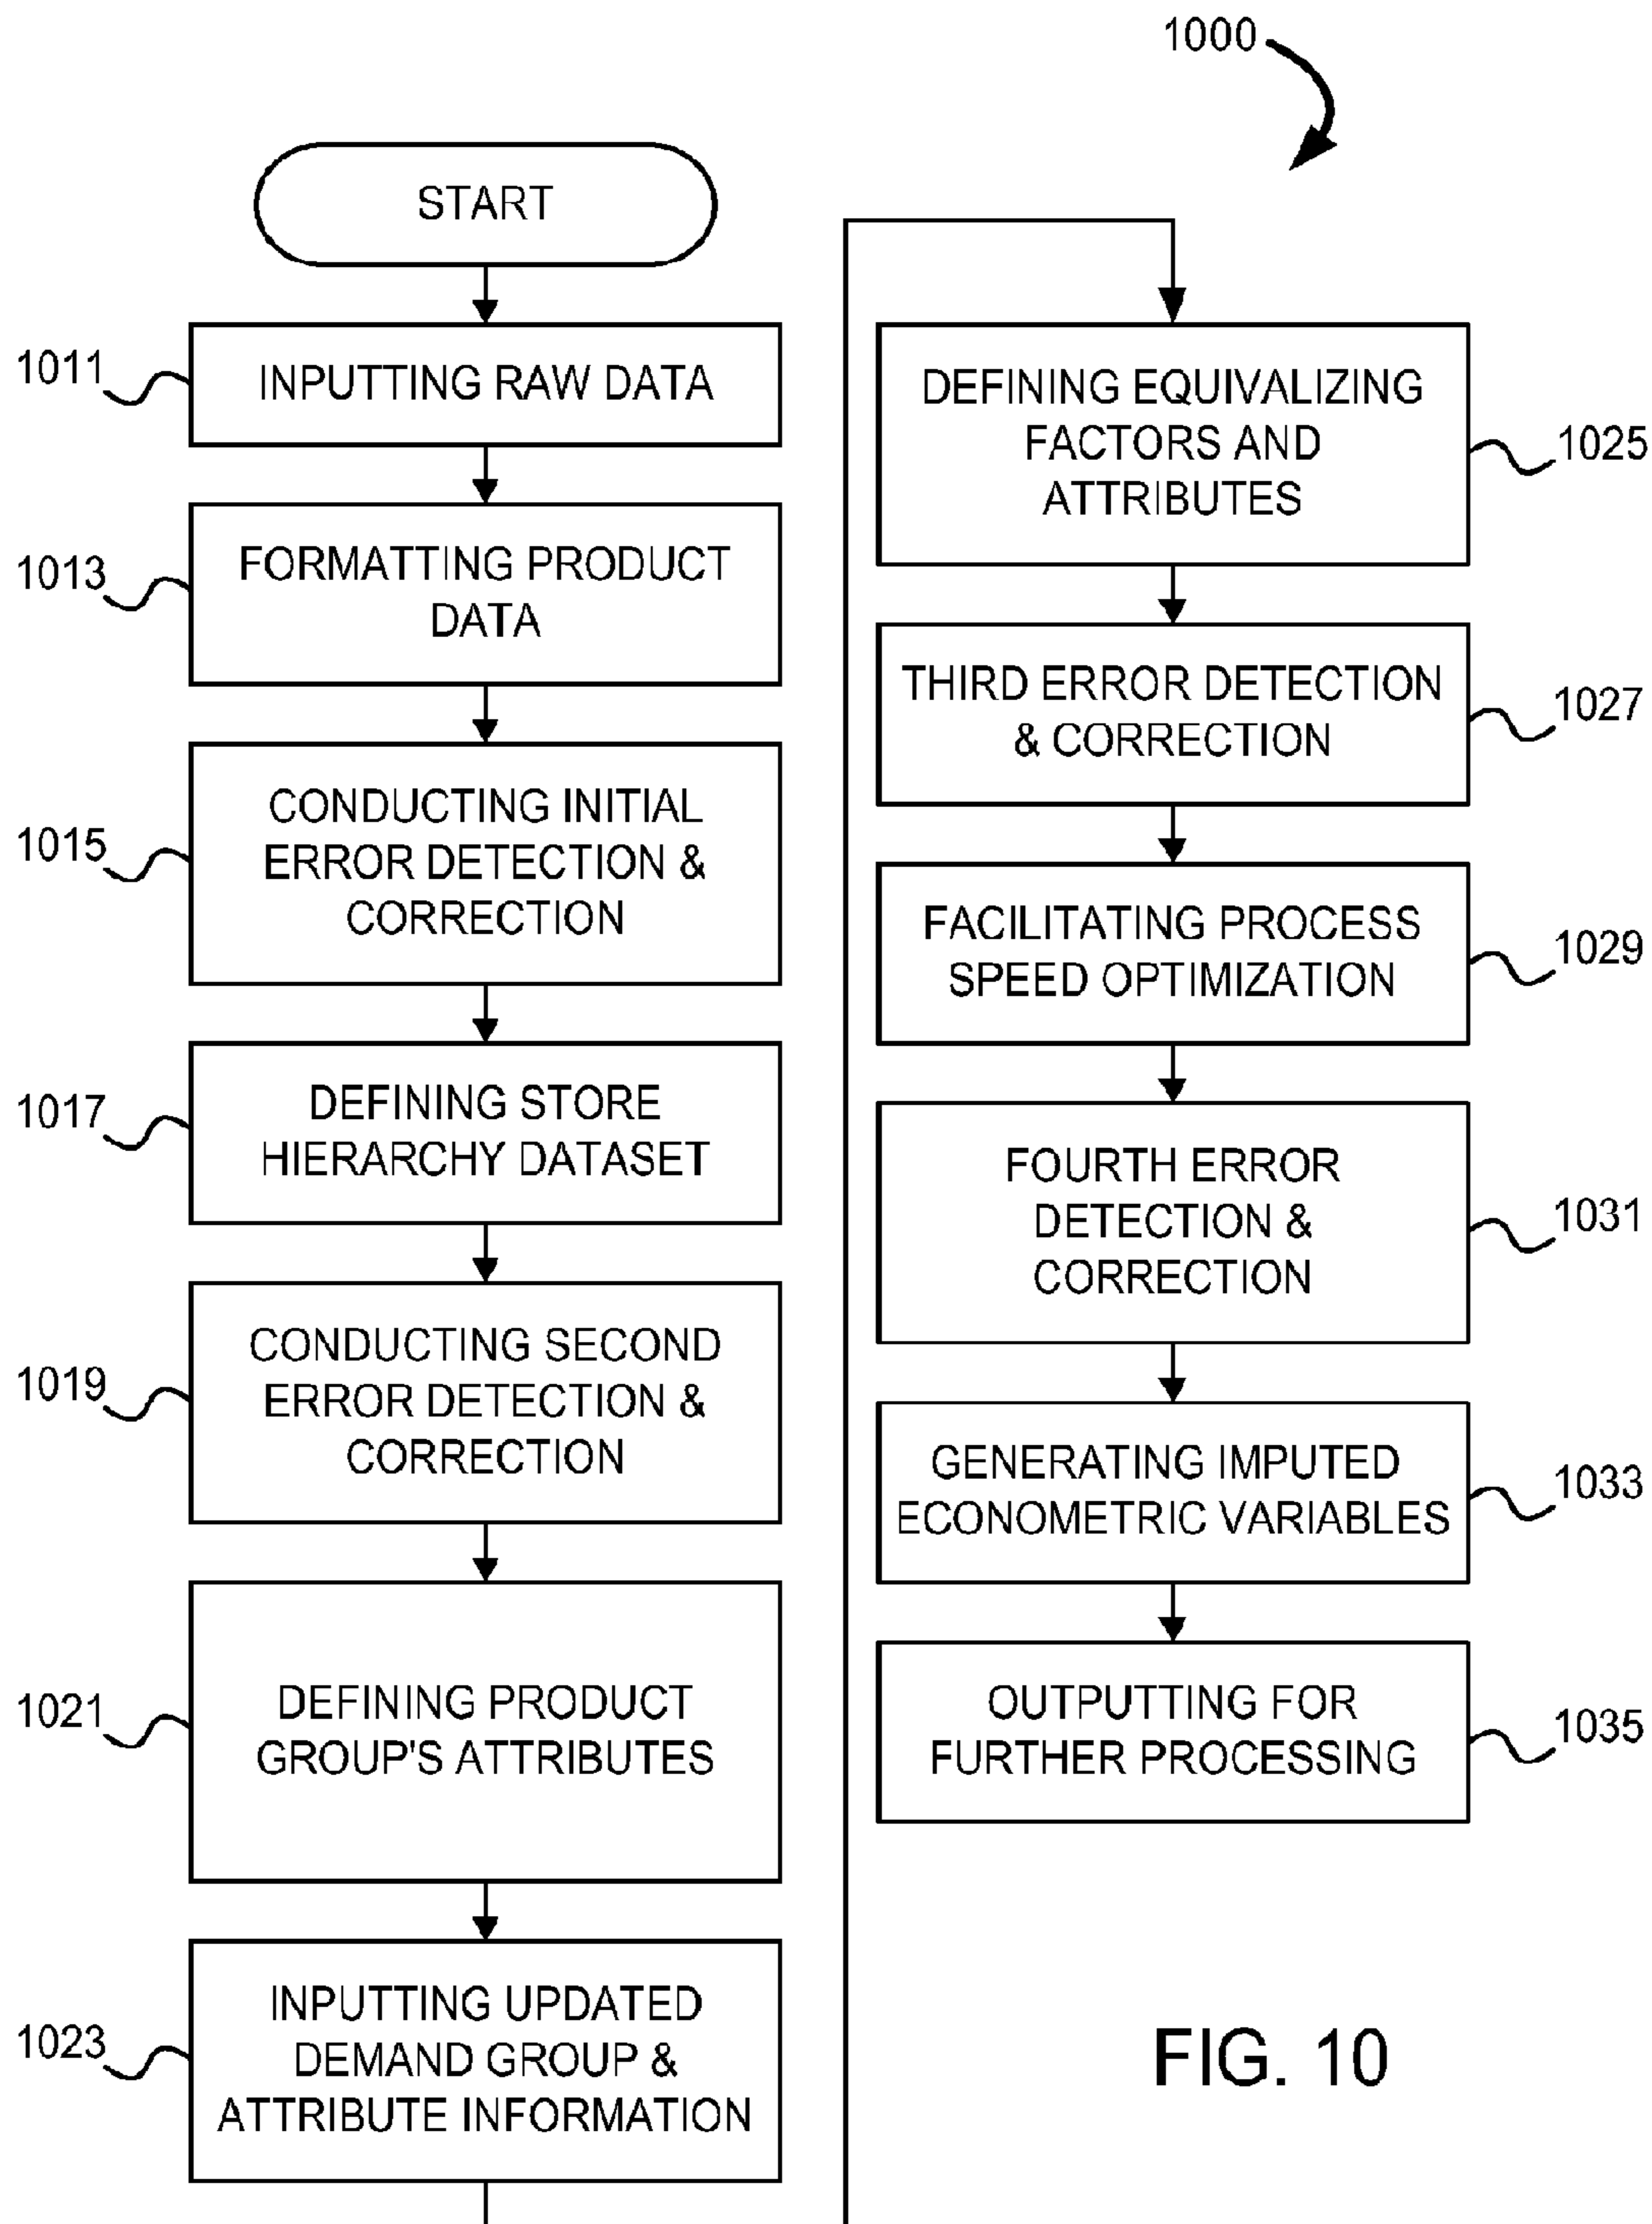 1000
START
1011
INPUTTING RAW DATA
1013
FORMATTING PRODUCT
DATA
1015
CONDUCTING INITIAL
ERROR DETECTION &
CORRECTION
1017
DEFINING STORE
HIERARCHY DATASET
1019
CONDUCTING SECOND
ERROR DETECTION &
CORRECTION
1021
DEFINING PRODUCT
GROUP'S ATTRIBUTES
1023
INPUTTING UPDATED
DEMAND GROUP &
ATTRIBUTE INFORMATION
DEFINING EQUIVALIZING
FACTORS AND
ATTRIBUTES
1025
THIRD ERROR DETECTION
& CORRECTION
1027
FACILITATING PROCESS
SPEED OPTIMIZATION
1029
FOURTH ERROR
DETECTION &
CORRECTION
1031
GENERATING IMPUTED
ECONOMETRIC VARIABLES
1033
OUTPUTTING FOR
FURTHER PROCESSING
1035
FIG. 10